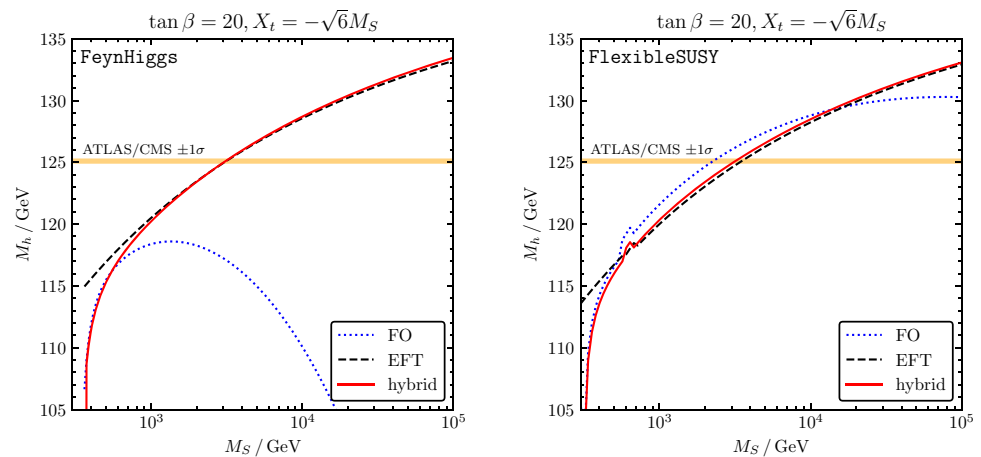 tan β = 20, X_t = −√6M_S
FeynHiggs
ATLAS/CMS ±1σ
M_h / GeV
135
130
125
120
115
110
105
FO
EFT
hybrid
10^3
10^4
10^5
M_S / GeV
tan β = 20, X_t = −√6M_S
FlexibleSUSY
ATLAS/CMS ±1σ
M_h / GeV
135
130
125
120
115
110
105
FO
EFT
hybrid
10^3
10^4
10^5
M_S / GeV